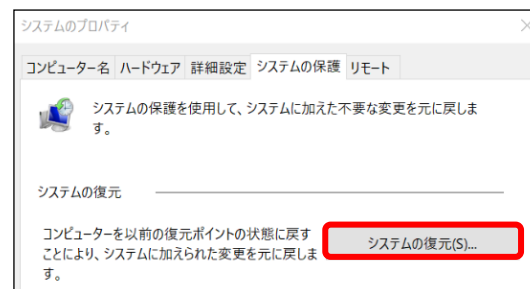 システムのプロパティ
コンピューター名 ハードウェア 詳細設定 システムの保護 リモート
システムの保護を使用して、システムに加えた不要な変更を元に戻しま
す。
システムの復元
コンピューターを以前の復元ポイントの状態に戻す
ことにより、システムに加えられた変更を元に戻しま
す。
システムの復元(S)...